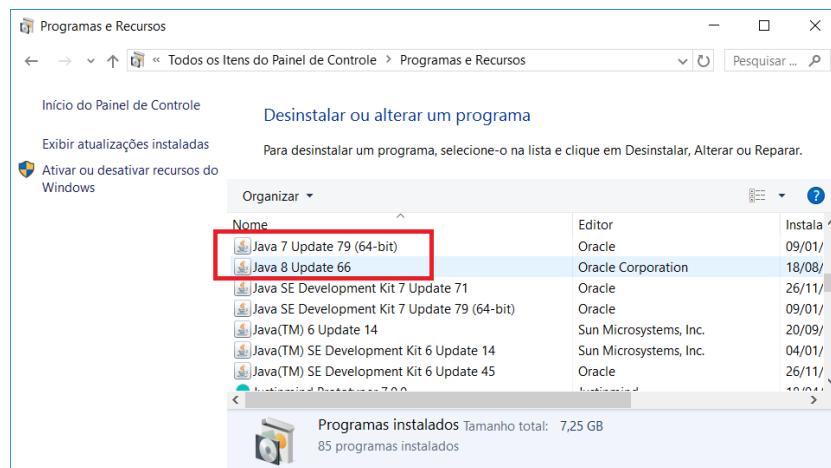 Programas e Recursos
« Todos os Itens do Painel de Controle > Programas e Recursos
Pesquisar ...
Início do Painel de Controle
Exibir atualizações instaladas
Ativar ou desativar recursos do
Windows
Desinstalar ou alterar um programa
Para desinstalar um programa, selecione-o na lista e clique em Desinstalar, Alterar ou Reparar.
Organizar
Nome Editor Instala
Java 7 Update 79 (64-bit) Oracle 09/01/
Java 8 Update 66 Oracle Corporation 18/08/
Java SE Development Kit 7 Update 71 Oracle 26/11/
Java SE Development Kit 7 Update 79 (64-bit) Oracle 09/01/
Java(TM) 6 Update 14 Sun Microsystems, Inc. 20/09/
Java(TM) SE Development Kit 6 Update 14 Sun Microsystems, Inc. 04/01/
Java(TM) SE Development Kit 6 Update 45 Oracle 26/11/
Programas instalados Tamanho total: 7,25 GB
85 programas instalados